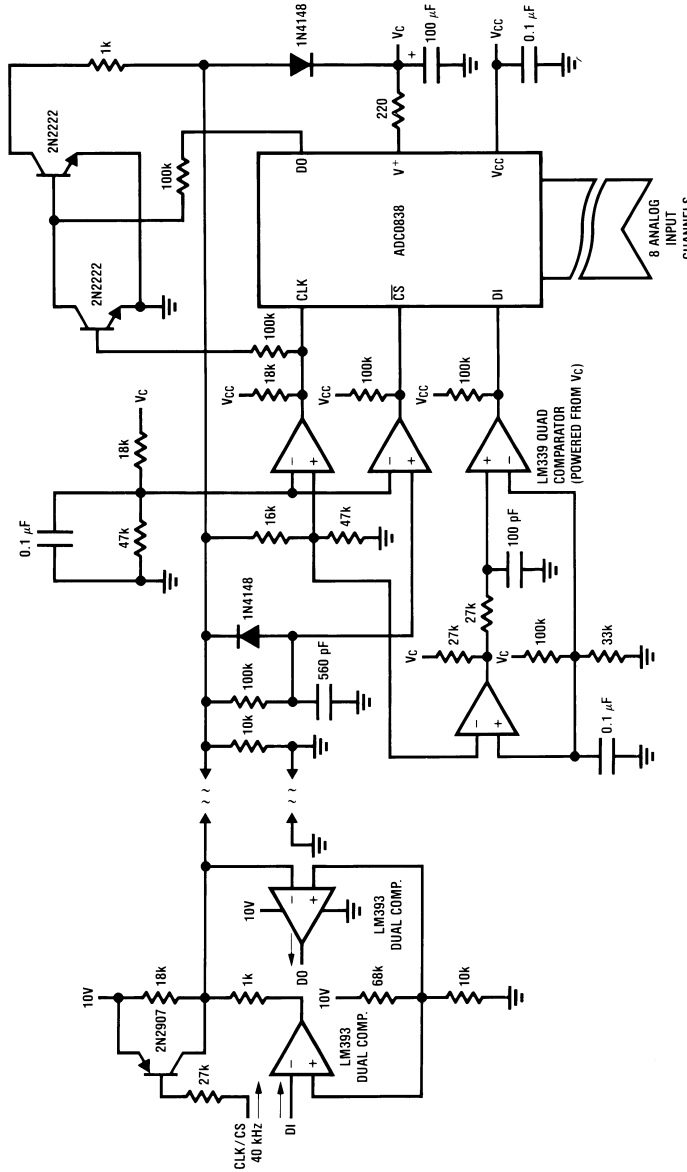 10V
2N2907
18k
27k
CLK/CS
40 kHz
DI
1k
–
+
LM393
DUAL COMP.
10V
68k
10k
10V
–
+
DO
LM393
DUAL COMP.
~
~
~
~
10k
100k
1N4148
560 pF
0.1 µF
47k
18k
VC
16k
47k
–
+
VC
27k
27k
100 pF
–
+
VC
100k
33k
0.1 µF
VCC
18k
100k
–
+
VCC
100k
–
+
VCC
100k
+
–
LM339 QUAD
COMPARATOR
(POWERED FROM VC)
2N2222
2N2222
1k
100k
CLK
CS
DI
ADC0838
DO
V+
VCC
1N4148
220
VC
+
100 µF
VCC
0.1 µF
8 ANALOG
INPUT
CHANNELS